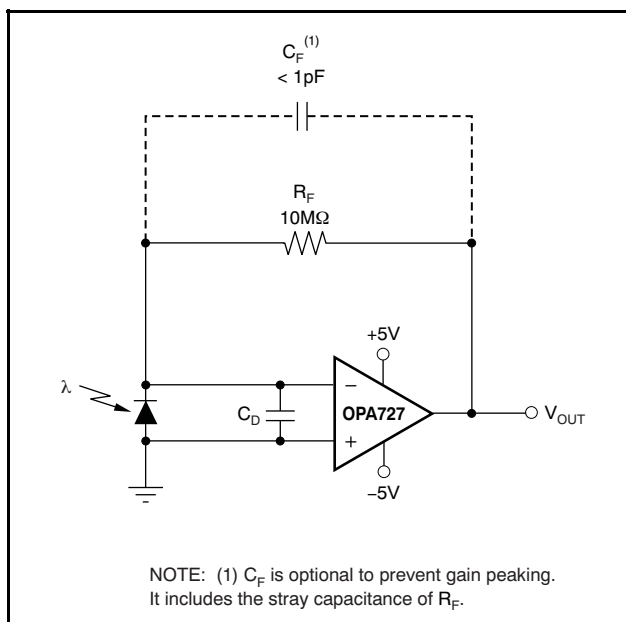 C_F^(1)
< 1pF
R_F
10MΩ
+5V
λ
−
C_D
OPA727
+
V_OUT
−5V
NOTE: (1) C_F is optional to prevent gain peaking.
It includes the stray capacitance of R_F.